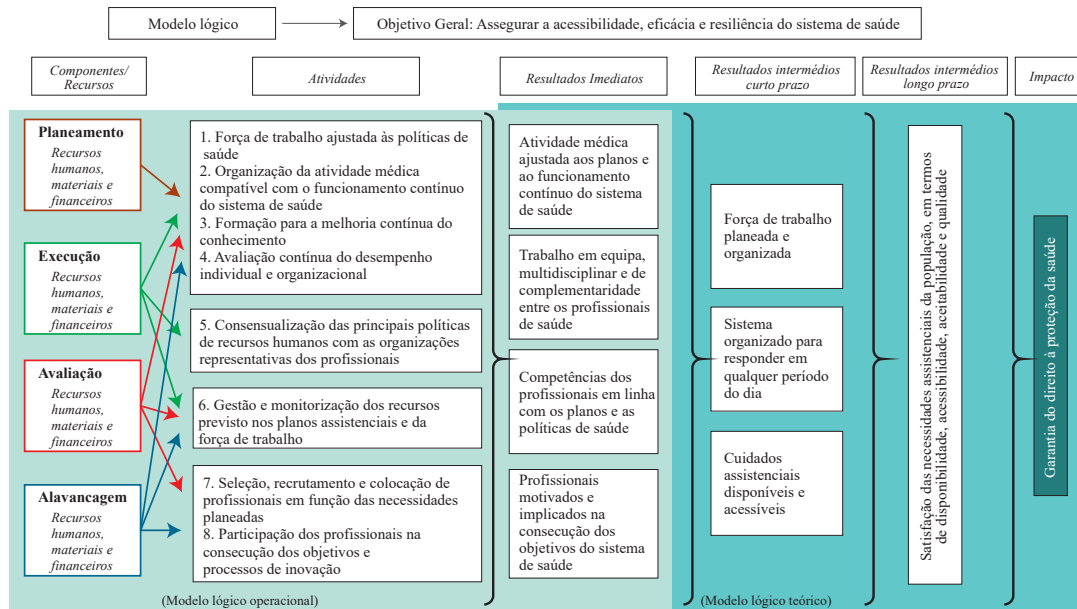 Modelo lógico
Objetivo Geral: Assegurar a acessibilidade, eficácia e resiliência do sistema de saúde
Componentes/
Recursos
Atividades
Resultados Imediatos
Resultados intermédios
curto prazo
Resultados intermédios
longo prazo
Impacto
Planeamento
Recursos
humanos,
materiais e
financeiros
Execução
Recursos
humanos,
materiais e
financeiros
Avaliação
Recursos
humanos,
materiais e
financeiros
Alavancagem
Recursos
humanos,
materiais e
financeiros
1. Força de trabalho ajustada às políticas de
saúde
2. Organização da atividade médica
compatível com o funcionamento contínuo
do sistema de saúde
3. Formação para a melhoria contínua do
conhecimento
4. Avaliação contínua do desempenho
individual e organizacional
5. Consensualização das principais políticas
de recursos humanos com as organizações
representativas dos profissionais
6. Gestão e monitorização dos recursos
previsto nos planos assistenciais e da
força de trabalho
7. Seleção, recrutamento e colocação de
profissionais em função das necessidades
planeadas
8. Participação dos profissionais na
consecução dos objetivos e
processos de inovação
(Modelo lógico operacional)
Atividade médica
ajustada aos planos e
ao funcionamento
contínuo do sistema
de saúde
Trabalho em equipa,
multidisciplinar e de
complementaridade
entre os profissionais
de saúde
Competências dos
profissionais em linha
com os planos e as
políticas de saúde
Profissionais
motivados e
implicados na
consecução dos
objetivos do sistema
de saúde
Força de trabalho
planeada e
organizada
Sistema
organizado para
responder em
qualquer período
do dia
Cuidados
assistenciais
disponíveis e
acessíveis
(Modelo lógico teórico)
Satisfação das necessidades assistenciais da população, em termos
de disponibilidade, acessibilidade, aceitabilidade e qualidade
Garantia do direito à proteção da saúde